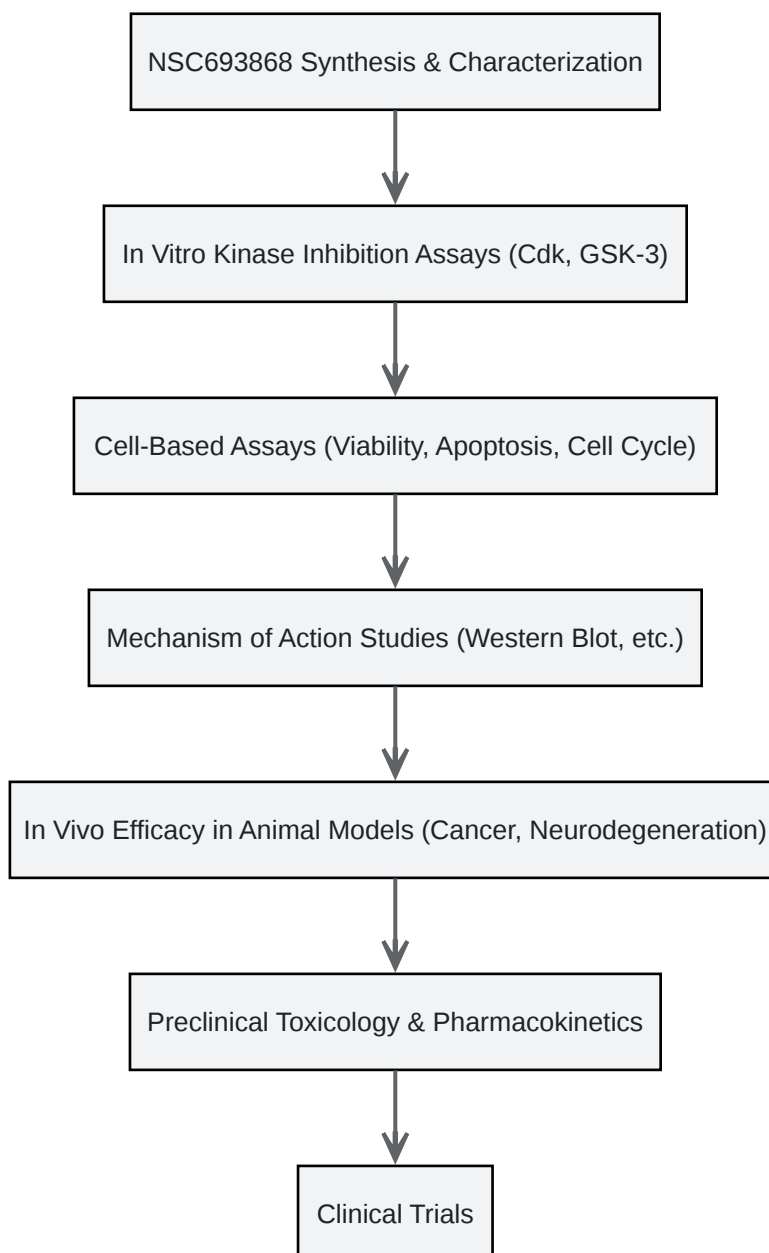 NSC693868 Synthesis & Characterization
In Vitro Kinase Inhibition Assays (Cdk, GSK-3)
Cell-Based Assays (Viability, Apoptosis, Cell Cycle)
Mechanism of Action Studies (Western Blot, etc.)
In Vivo Efficacy in Animal Models (Cancer, Neurodegeneration)
Preclinical Toxicology & Pharmacokinetics
Clinical Trials